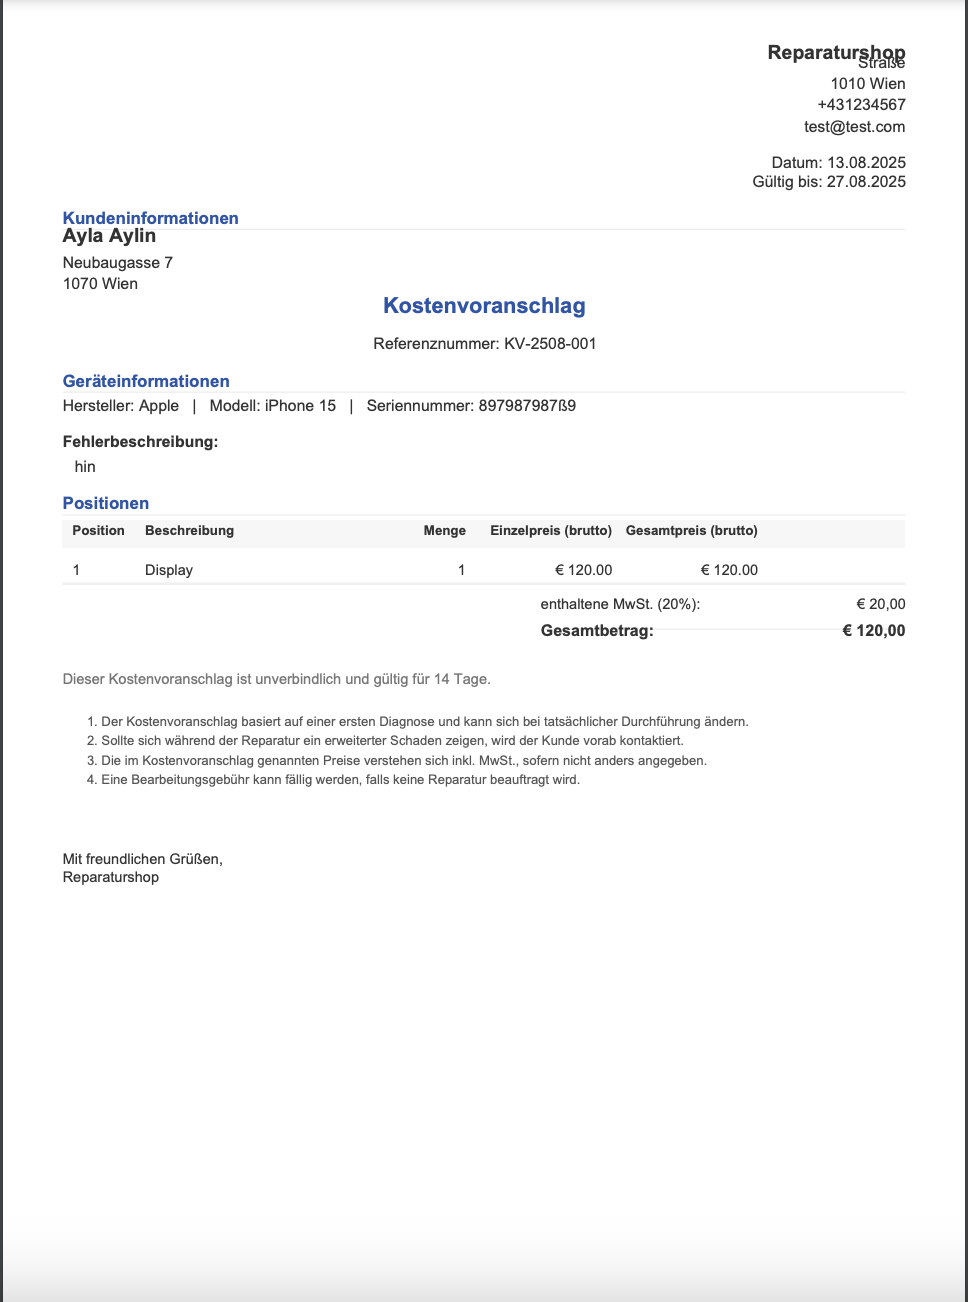 Reparaturshop
Straße
1010 Wien
+431234567
test@test.com
Datum: 13.08.2025
Gültig bis: 27.08.2025
Kundeninformationen
Ayla Aylin
Neubaugasse 7
1070 Wien
Kostenvoranschlag
Referenznummer: KV-2508-001
Geräteinformationen
Hersteller: Apple | Modell: iPhone 15 | Seriennummer: 897987987ß9
Fehlerbeschreibung:
hin
Positionen
Position Beschreibung Menge Einzelpreis (brutto) Gesamtpreis (brutto)
1 Display 1 € 120.00 € 120.00
enthaltene MwSt. (20%): € 20,00
Gesamtbetrag: € 120,00
Dieser Kostenvoranschlag ist unverbindlich und gültig für 14 Tage.
1. Der Kostenvoranschlag basiert auf einer ersten Diagnose und kann sich bei tatsächlicher Durchführung ändern.
2. Sollte sich während der Reparatur ein erweiterter Schaden zeigen, wird der Kunde vorab kontaktiert.
3. Die im Kostenvoranschlag genannten Preise verstehen sich inkl. MwSt., sofern nicht anders angegeben.
4. Eine Bearbeitungsgebühr kann fällig werden, falls keine Reparatur beauftragt wird.
Mit freundlichen Grüßen,
Reparaturshop